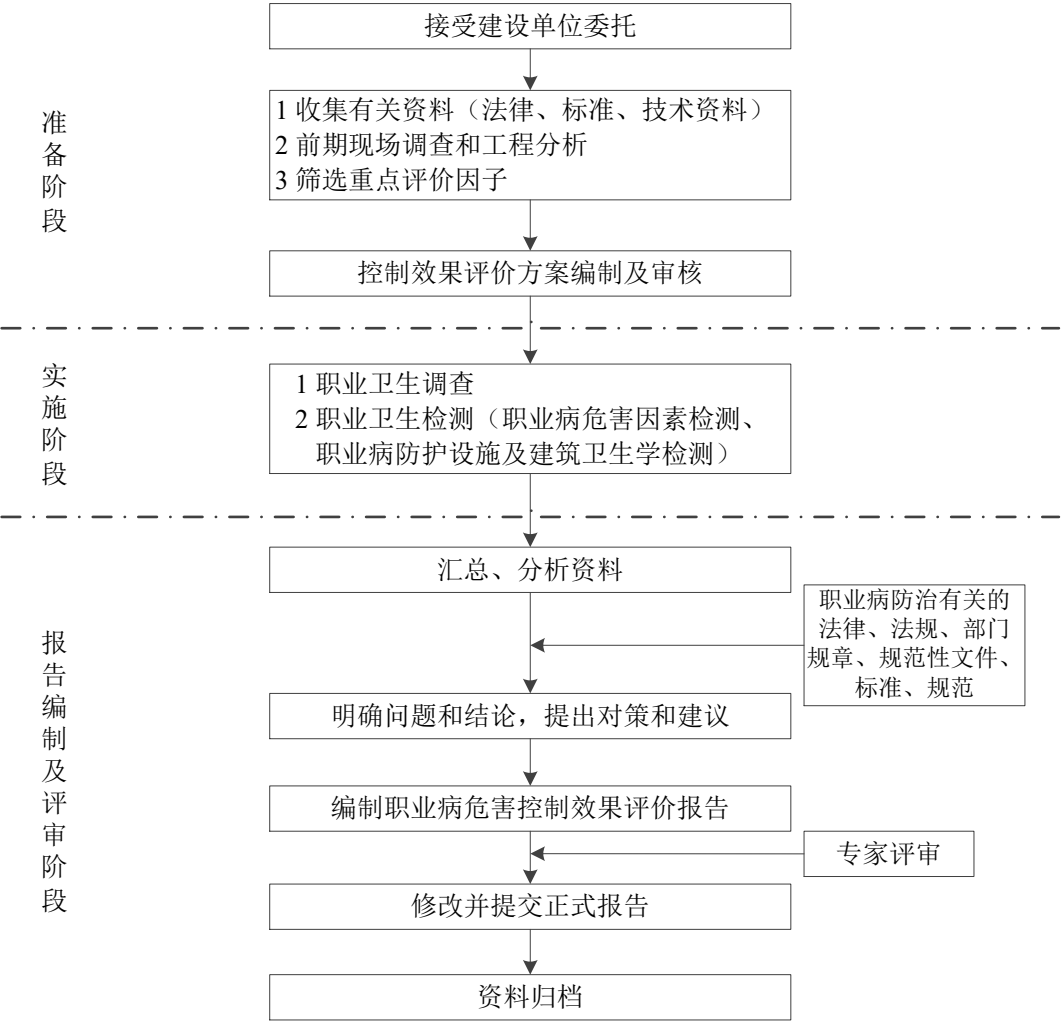 接受建设单位委托
准备阶段
1 收集有关资料（法律、标准、技术资料）
2 前期现场调查和工程分析
3 筛选重点评价因子
控制效果评价方案编制及审核
实施阶段
1 职业卫生调查
2 职业卫生检测（职业病危害因素检测、
职业病防护设施及建筑卫生学检测）
报告编制及评审阶段
汇总、分析资料
职业病防治有关的
法律、法规、部门
规章、规范性文件、
标准、规范
明确问题和结论，提出对策和建议
编制职业病危害控制效果评价报告
专家评审
修改并提交正式报告
资料归档